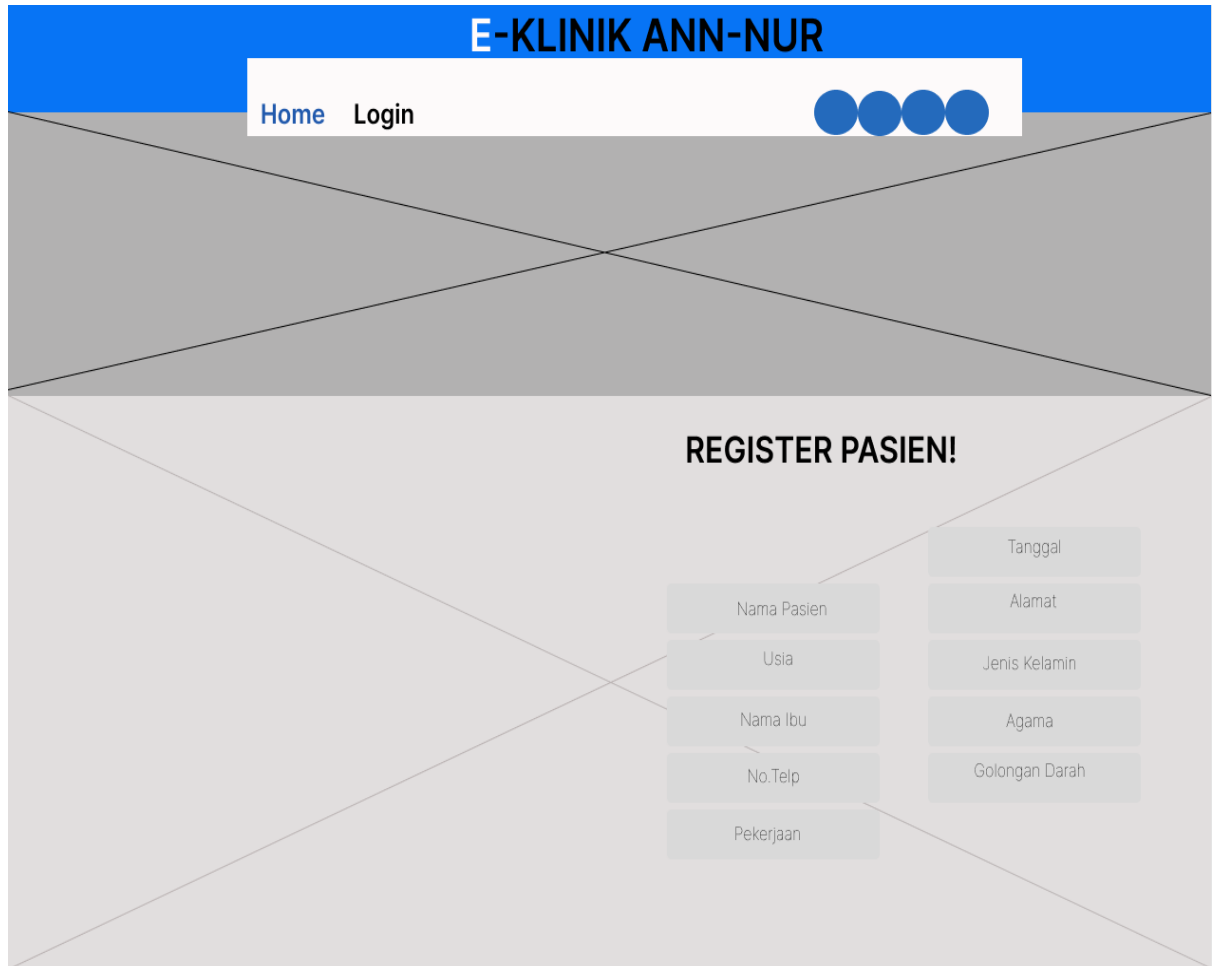 E-KLINIK ANN-NUR
Home Login
REGISTER PASIEN!
Tanggal
Nama Pasien
Alamat
Usia
Jenis Kelamin
Nama Ibu
Agama
No.Telp
Golongan Darah
Pekerjaan